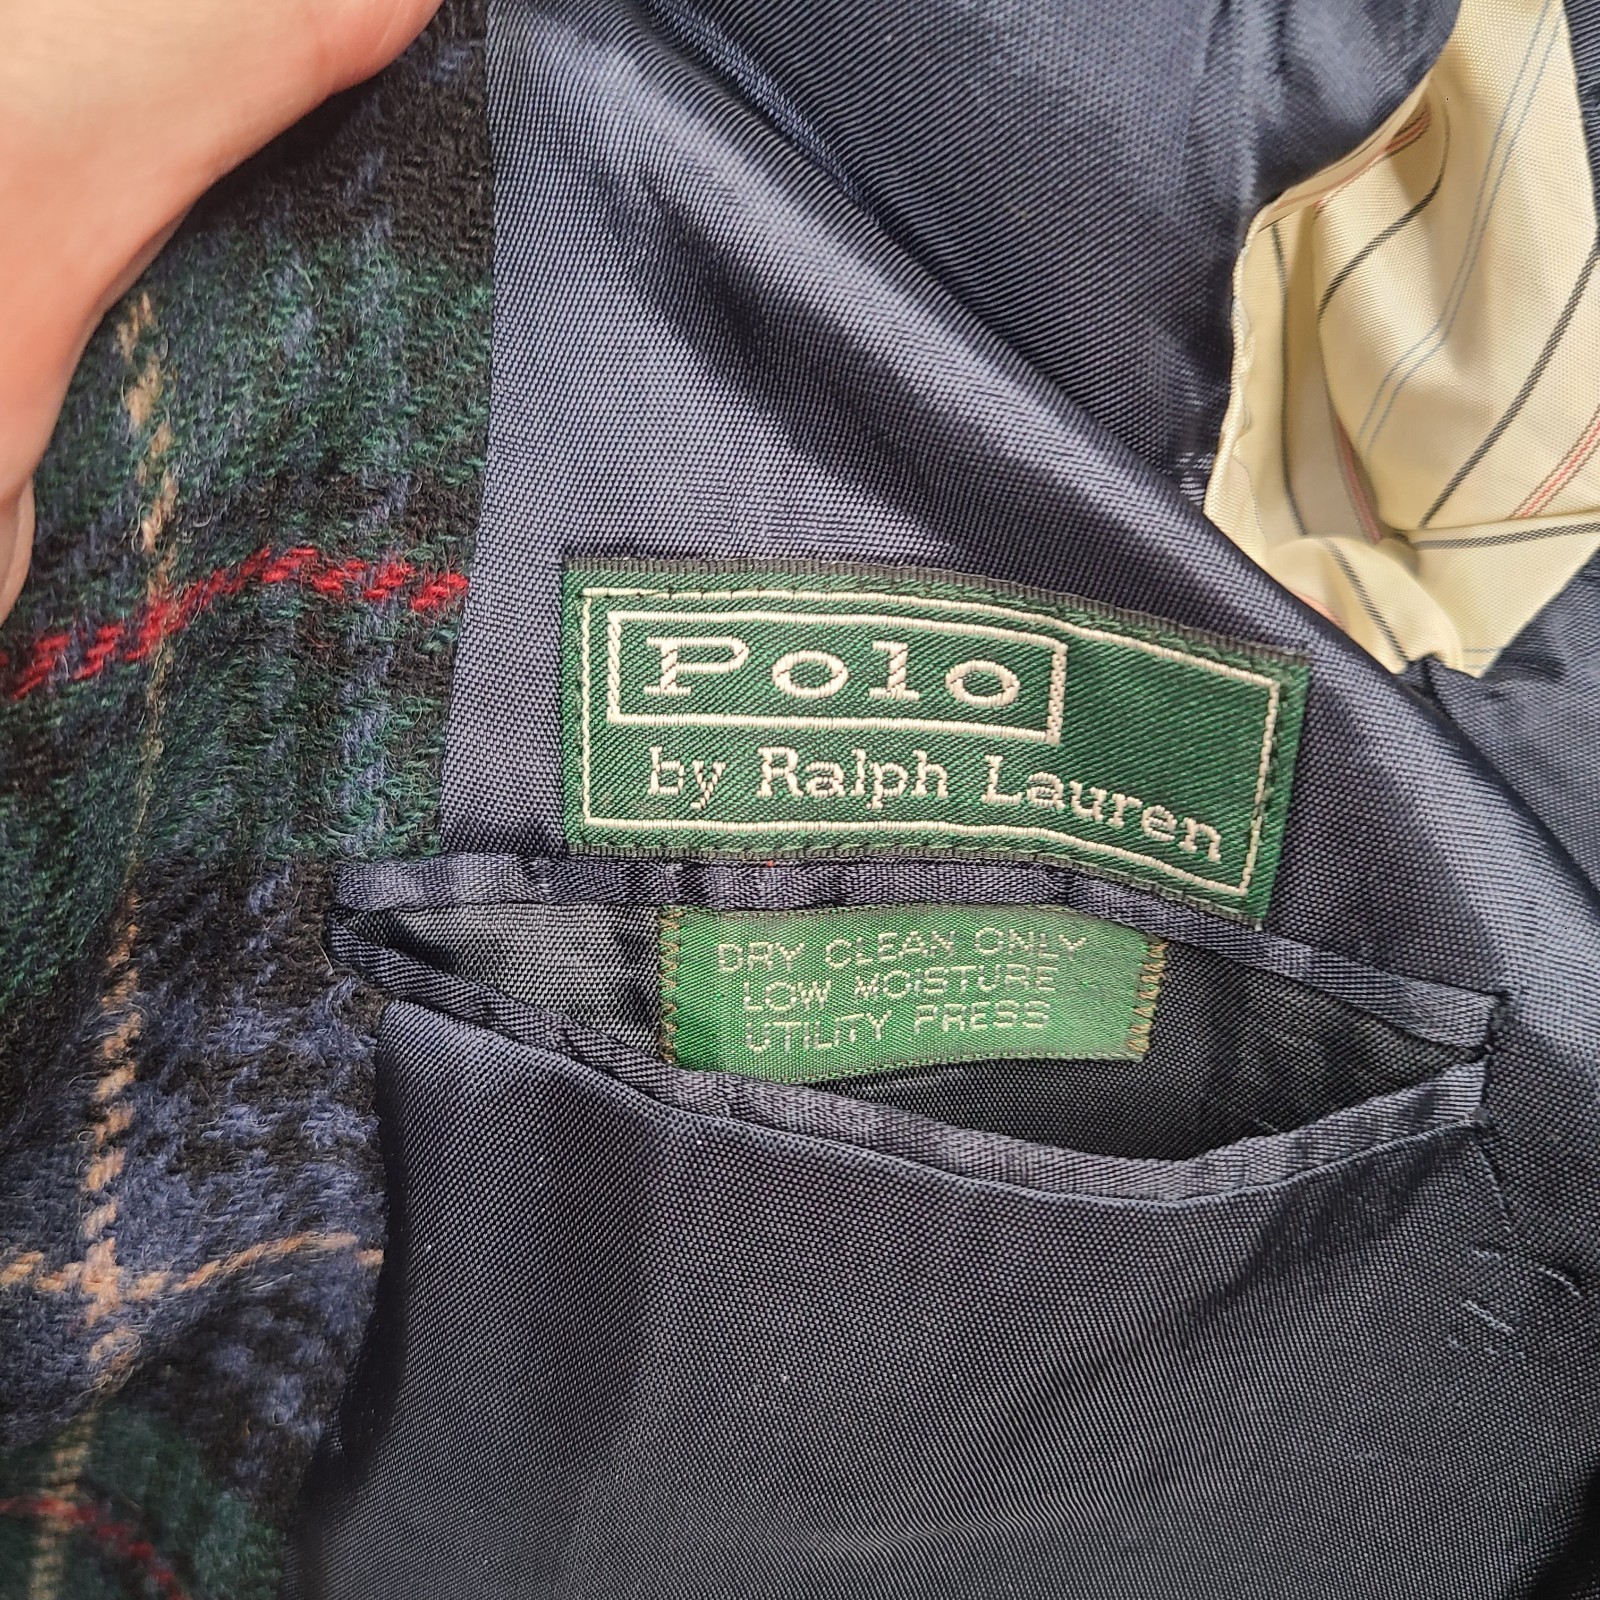 Polo
by Ralph Lauren
DRY CLEAN ONLY
LOW MOISTURE
UTILITY PRESS